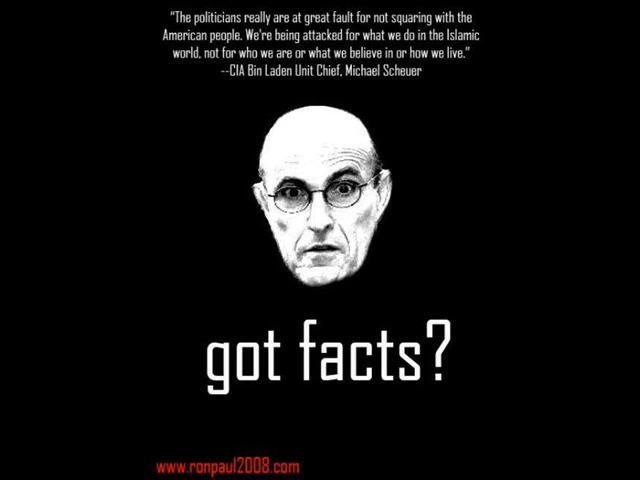 "The politicians really are at great fault for not squaring with the
American people. We're being attacked for what we do in the Islamic
world, not for who we are or what we believe in or how we live."
--CIA Bin Laden Unit Chief, Michael Scheuer
got facts?
www.ronpaul2008.com